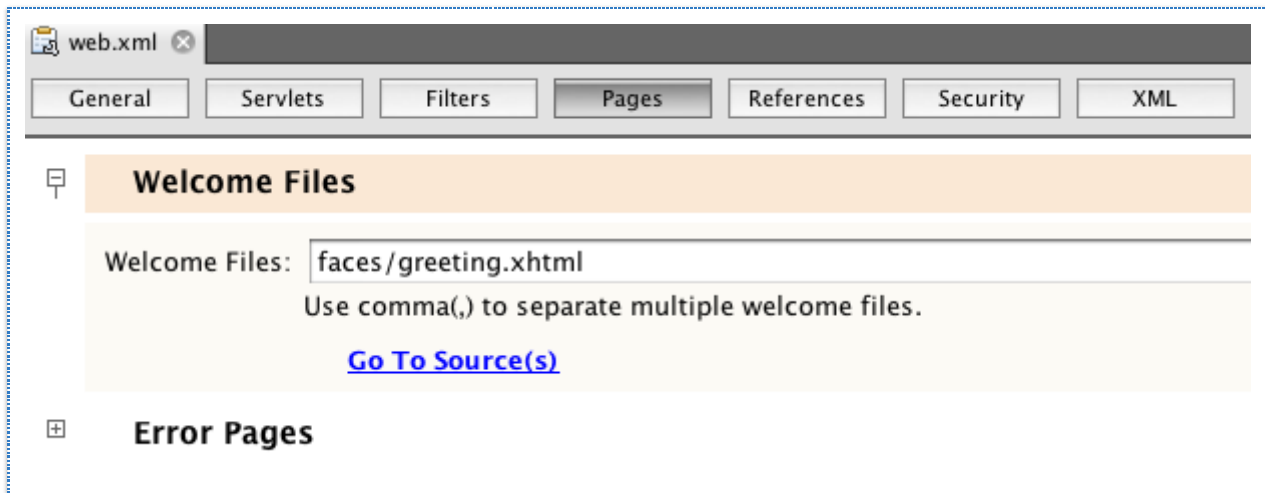 web.xml
General Servlets Filters Pages References Security XML
Welcome Files
Welcome Files: faces/greeting.xhtml
Use comma(,) to separate multiple welcome files.
Go To Source(s)
Error Pages